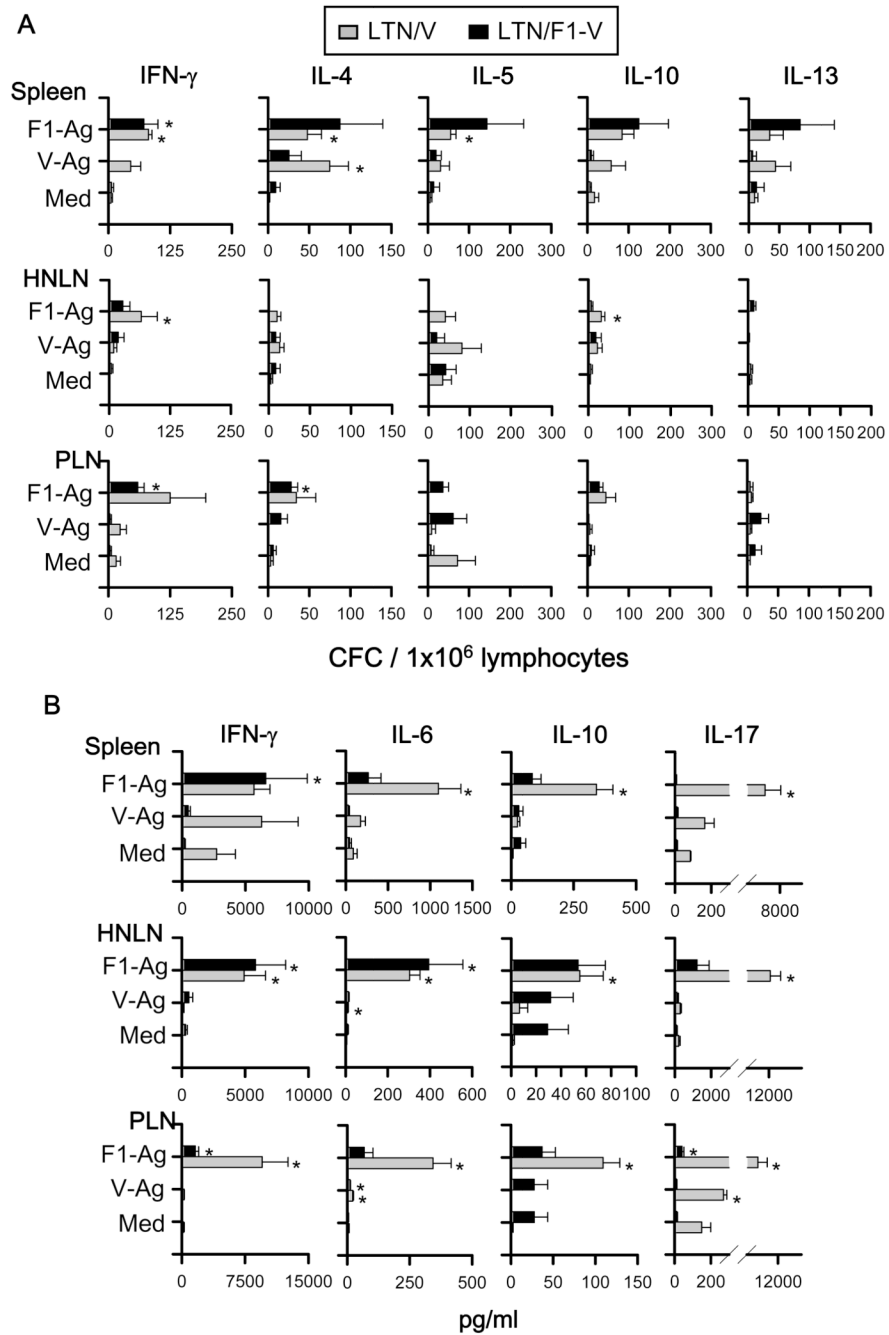 A
LTN/V LTN/F1-V
IFN-γ IL-4 IL-5 IL-10 IL-13
Spleen
F1-Ag * * * *
V-Ag *
Med
0 125 250 0 50 100 150 0 100 200 300 0 100 200 300 0 50 100 150 200
HNLN
F1-Ag * *
V-Ag
Med
0 125 250 0 50 100 150 0 100 200 300 0 100 200 300 0 50 100 150 200
PLN
F1-Ag * *
V-Ag
Med
0 125 250 0 50 100 150 0 100 200 300 0 100 200 300 0 50 100 150 200
CFC / 1x10⁶ lymphocytes
B
IFN-γ IL-6 IL-10 IL-17
Spleen
F1-Ag * * * *
V-Ag
Med
0 5000 10000 0 500 1000 1500 0 250 500 0 200 8000
HNLN
F1-Ag * * * * * *
V-Ag *
Med
0 5000 10000 0 200 400 600 0 20 40 60 80 100 0 2000 12000
PLN
F1-Ag * * * * * *
V-Ag * * *
Med
0 7500 15000 0 250 500 0 50 100 150 0 200 12000
pg/ml